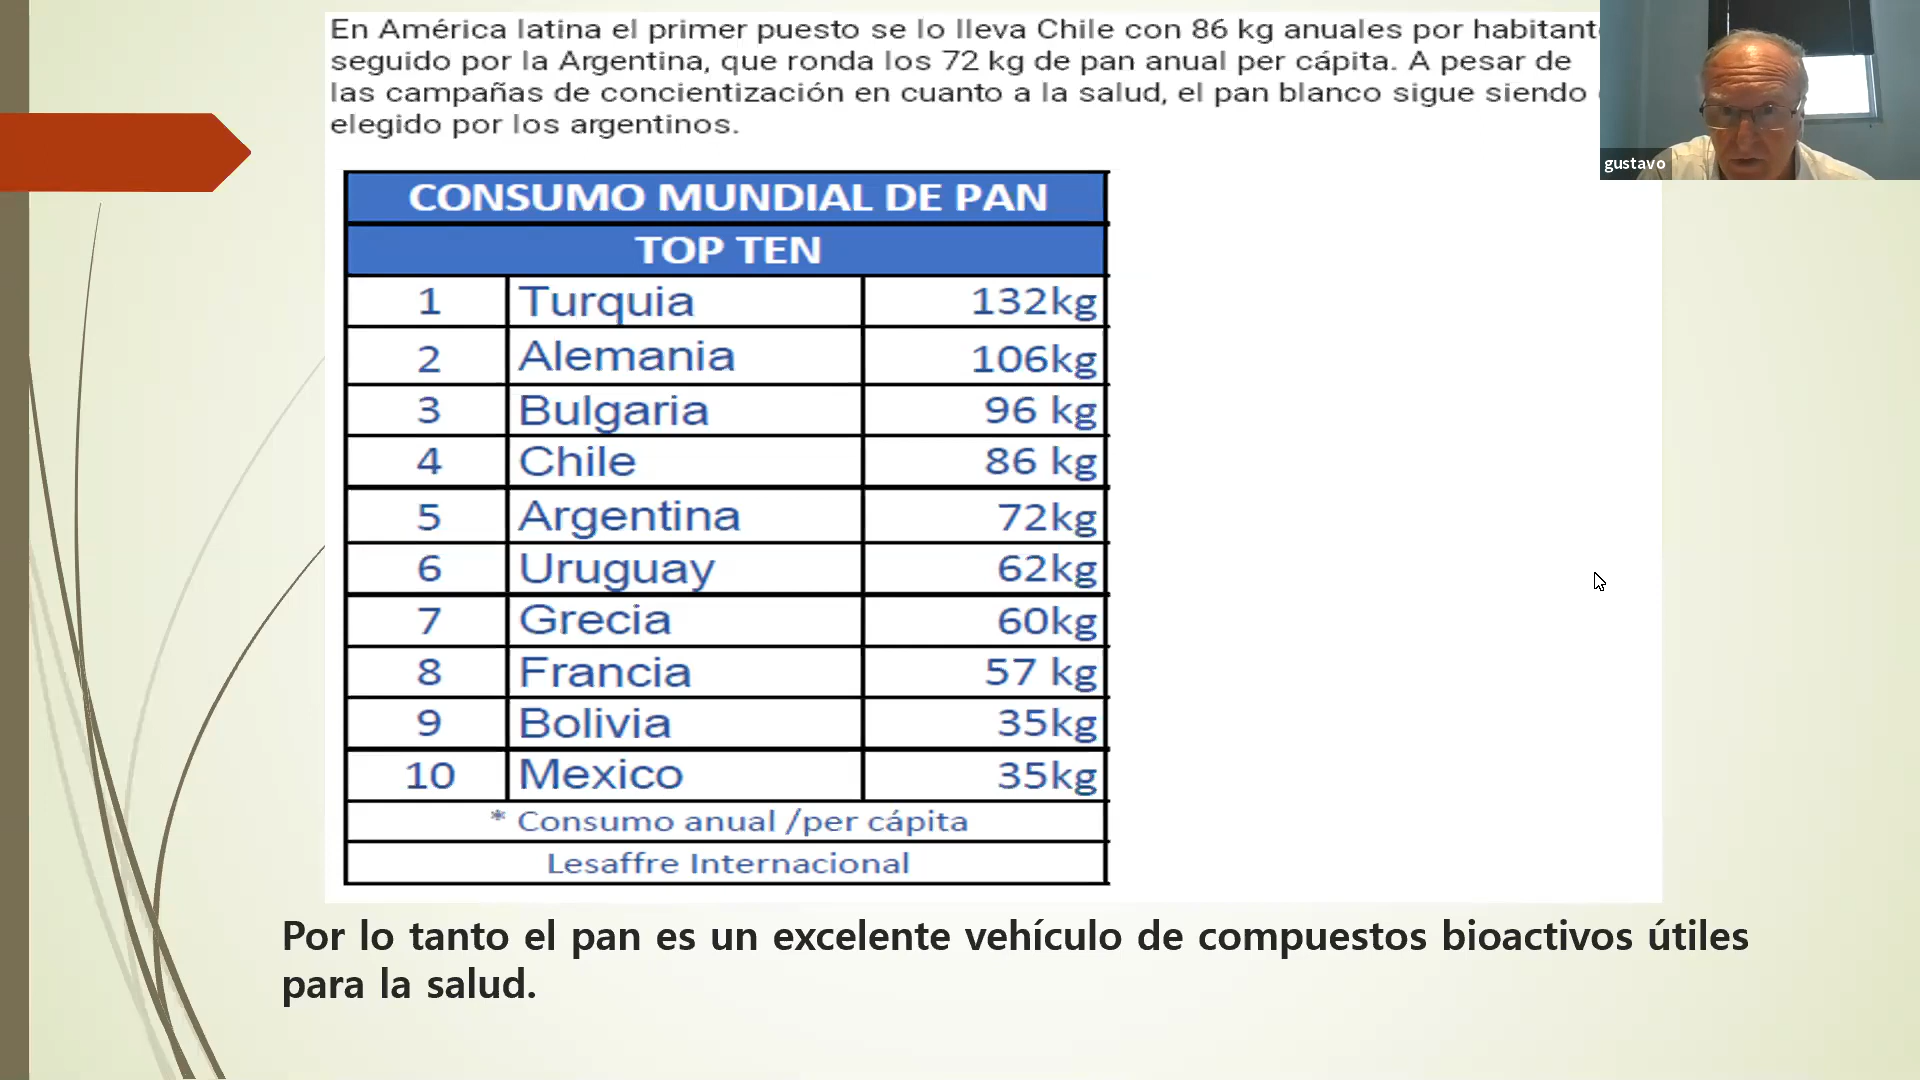 En América latina el primer puesto se lo lleva Chile con 86 kg anuales por habitant
seguido por la Argentina, que ronda los 72 kg de pan anual per cápita. A pesar de
las campañas de concientización en cuanto a la salud, el pan blanco sigue siendo
elegido por los argentinos.
gustavo
CONSUMO MUNDIAL DE PAN
TOP TEN
1 Turquia 132kg
2 Alemania 106kg
3 Bulgaria 96 kg
4 Chile 86 kg
5 Argentina 72kg
6 Uruguay 62kg
7 Grecia 60kg
8 Francia 57 kg
9 Bolivia 35kg
10 Mexico 35kg
* Consumo anual /per cápita
Lesaffre Internacional
Por lo tanto el pan es un excelente vehículo de compuestos bioactivos útiles
para la salud.